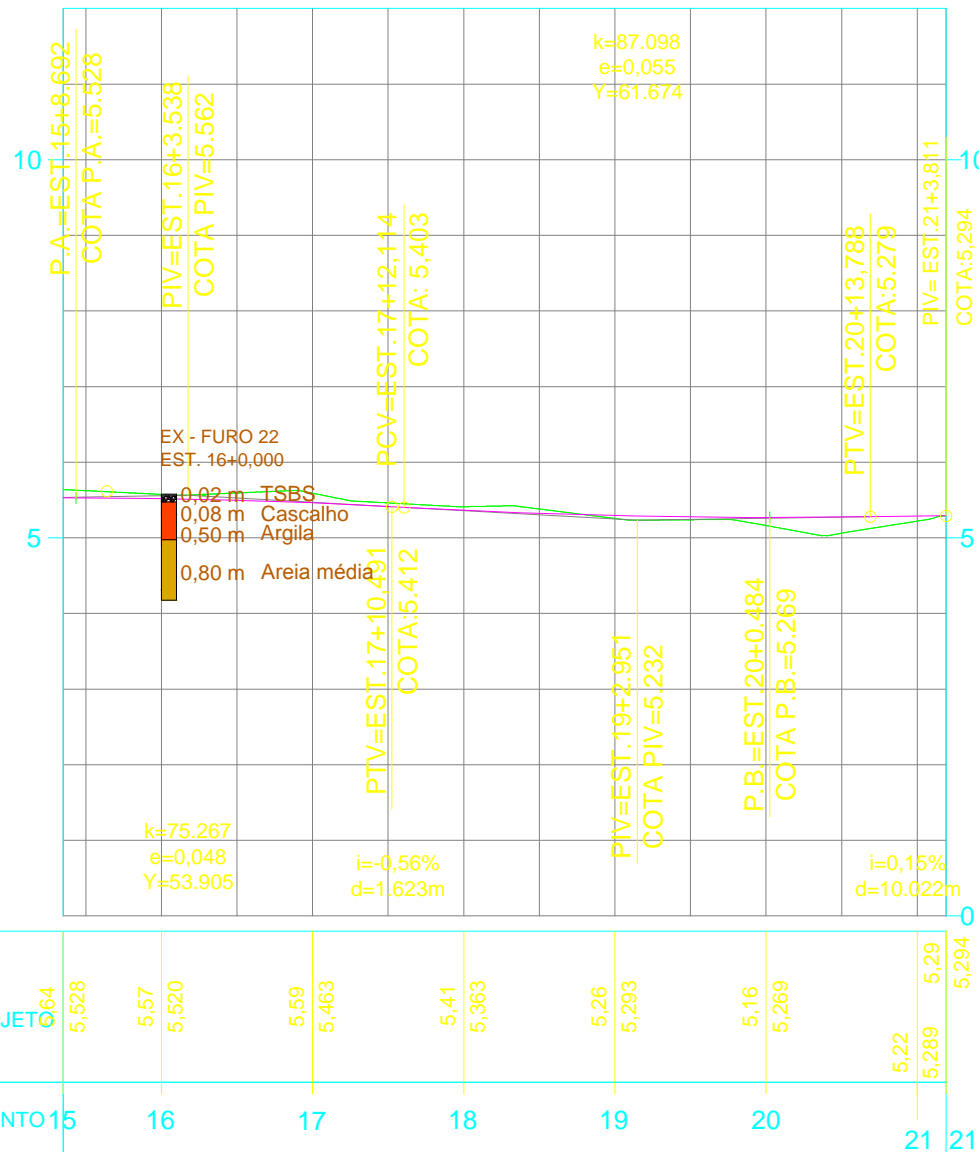 k=87.098
e=0,055
Y=61.674
P.A.=EST.15+8.692
COTA P.A.=5.528
PIV=EST.16+3.538
COTA PIV=5.562
10
10
PCV=EST.17+12,114
COTA: 5,403
PTV=EST.20+13,788
COTA:5.279
PIV= EST.21+3,811
COTA:5,294
EX - FURO 22
EST. 16+0,000
0,02 m TSBS
0,08 m Cascalho
0,50 m Argila
0,80 m Areia média
5
5
PTV=EST.17+10.491
COTA:5.412
PIV=EST.19+2.951
COTA PIV=5.232
P.B.=EST.20+0.484
COTA P.B.=5.269
k=75.267
e=0,048
Y=53.905
i=-0,56%
d=1.623m
i=0,15%
d=10.022m
0
JETO
5,64
5,528
5,57
5,520
5.59
5,463
5,41
5,363
5,26
5,293
5,16
5,269
5,22
5,289
5,29
5,294
NTO 15 16 17 18 19 20 21 21